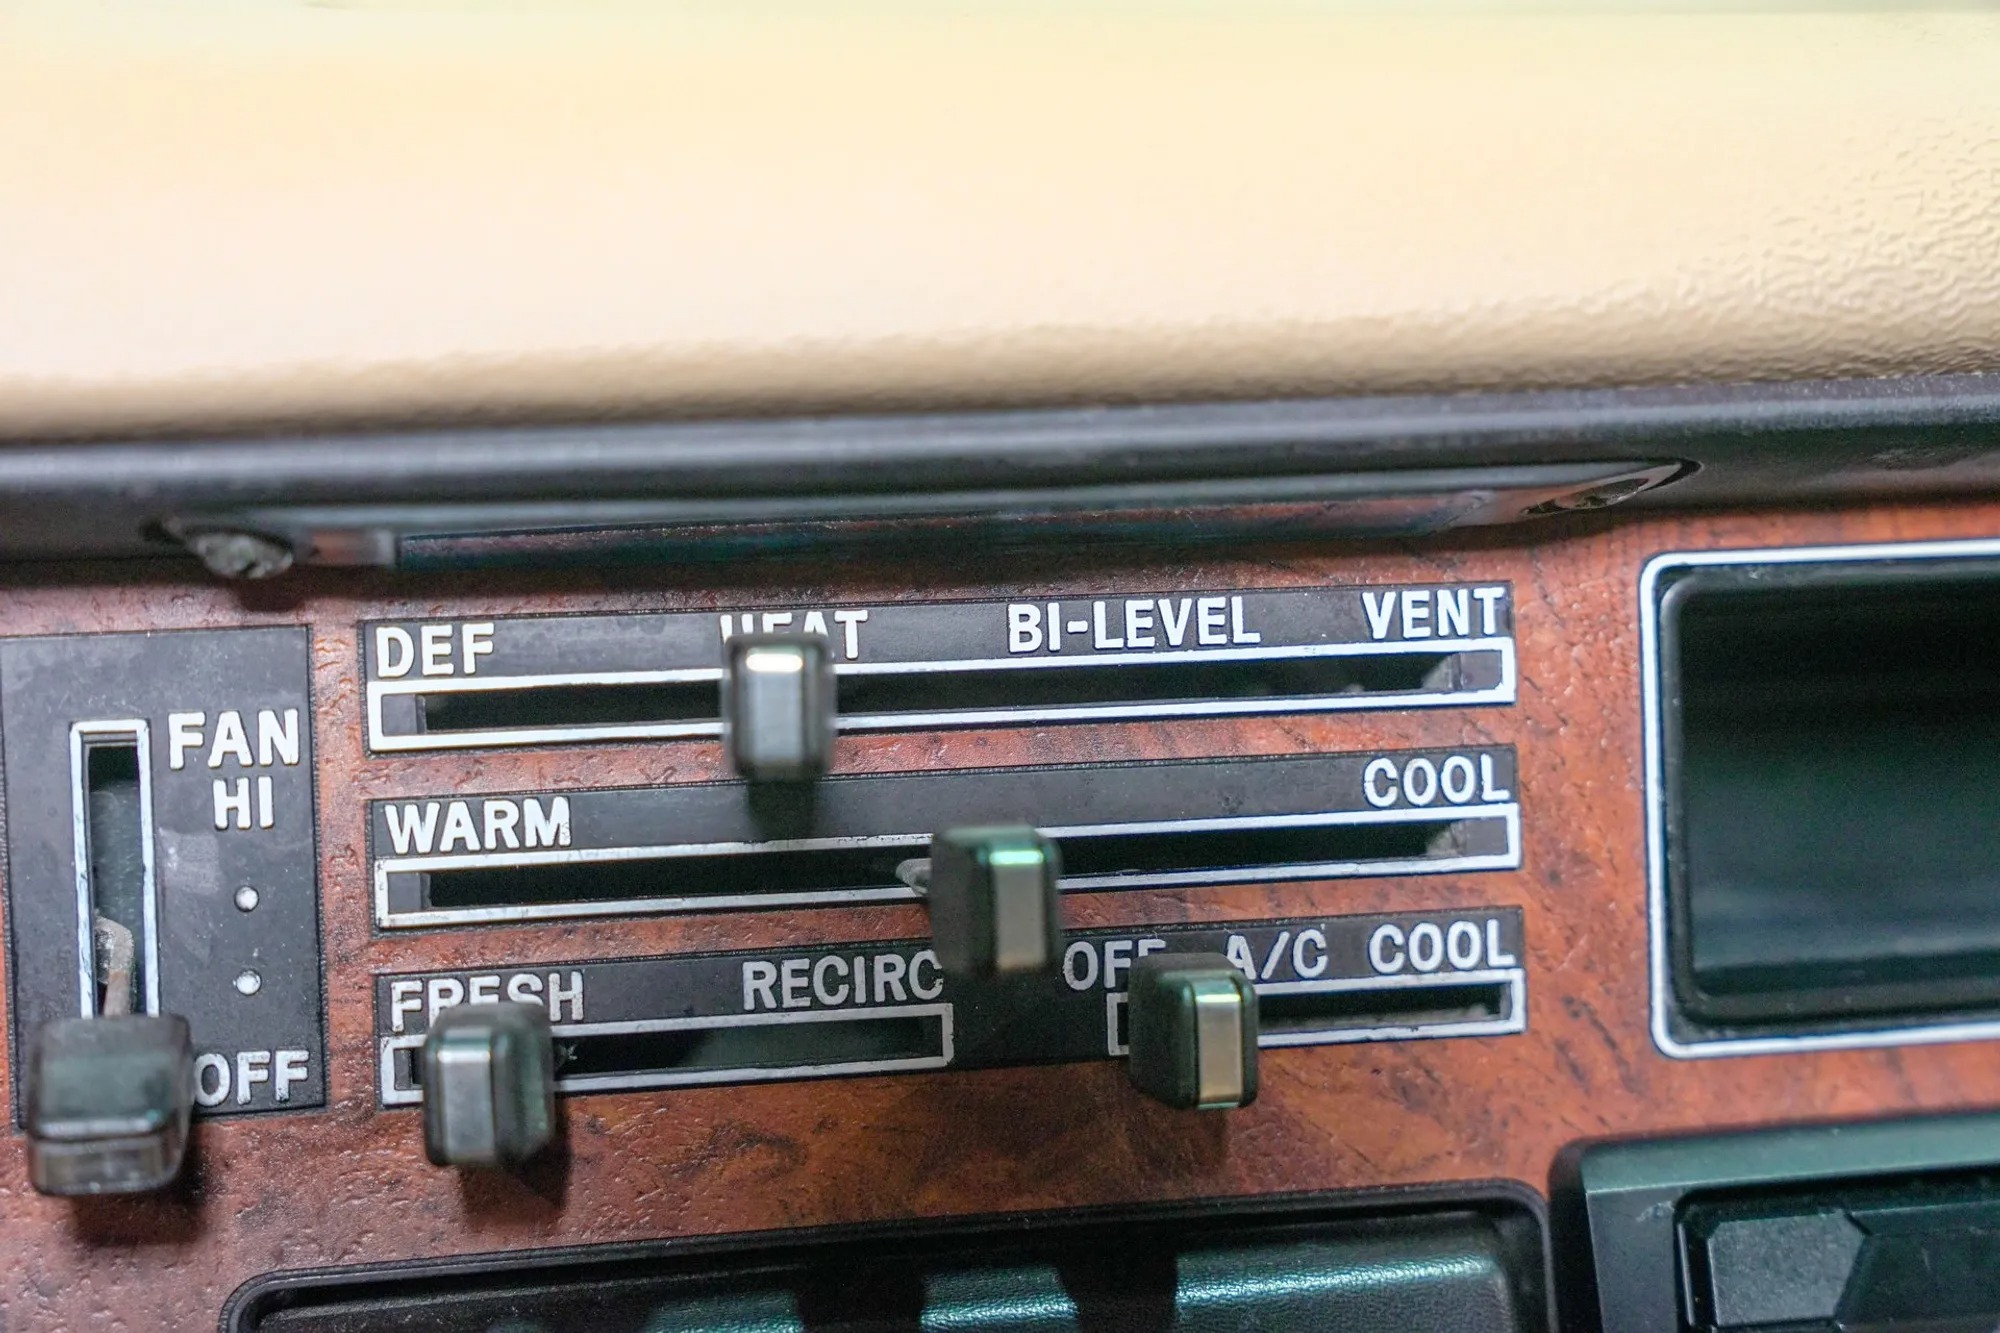 DEF HEAT BI-LEVEL VENT
FAN
HI
WARM COOL
FRESH RECIRC OFF A/C COOL
OFF